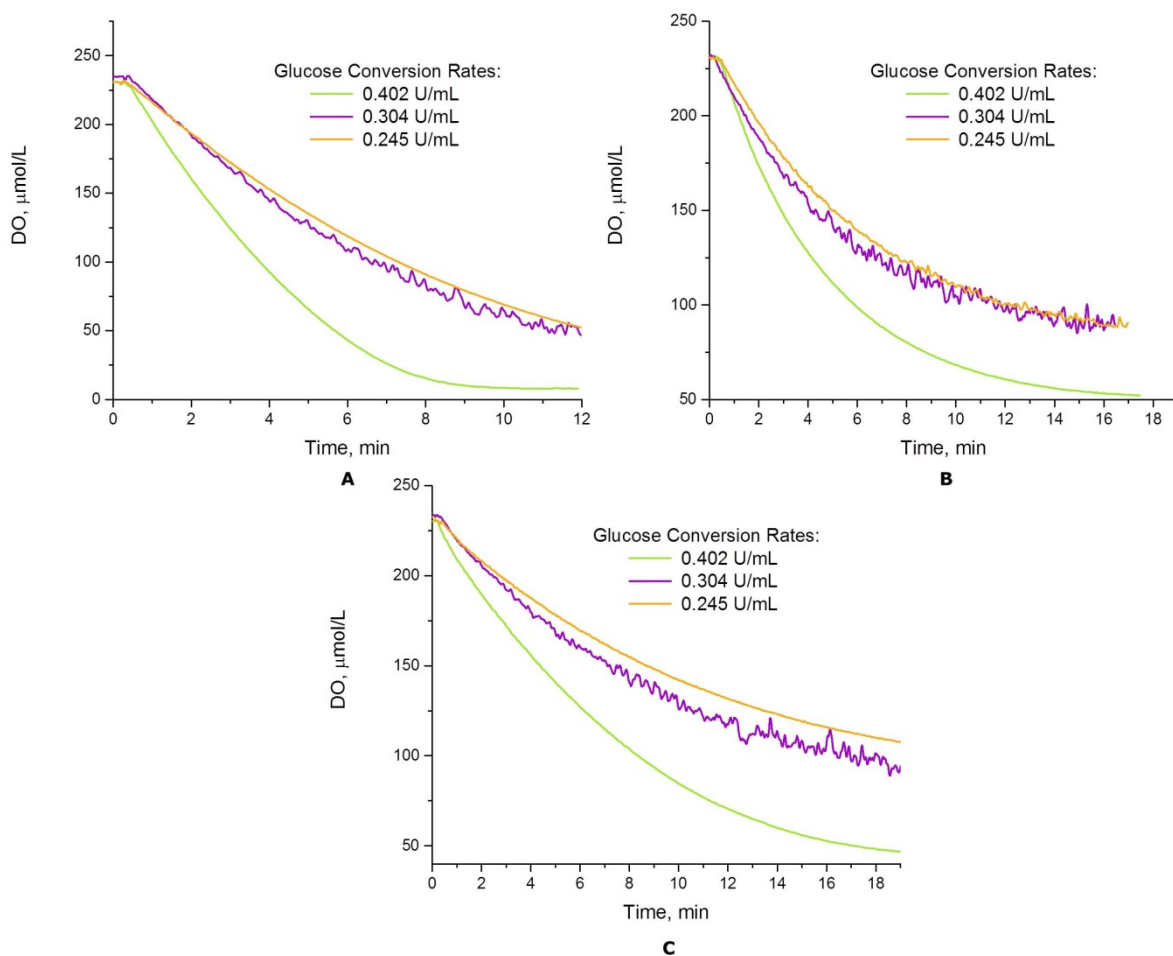 250
200
150
100
50
0
DO, μmol/L
Glucose Conversion Rates:
0.402 U/mL
0.304 U/mL
0.245 U/mL
0 2 4 6 8 10 12
Time, min
A
250
200
150
100
50
DO, μmol/L
Glucose Conversion Rates:
0.402 U/mL
0.304 U/mL
0.245 U/mL
0 2 4 6 8 10 12 14 16 18
Time, min
B
250
200
150
100
50
DO, μmol/L
Glucose Conversion Rates:
0.402 U/mL
0.304 U/mL
0.245 U/mL
0 2 4 6 8 10 12 14 16 18
Time, min
C